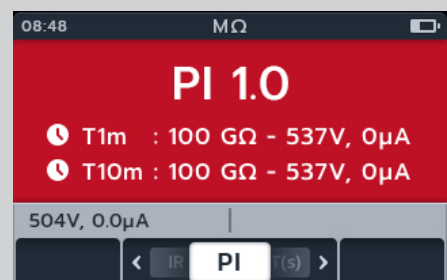 08:48 MΩ
PI 1.0
T1m : 100 GΩ - 537V, 0µA
T10m : 100 GΩ - 537V, 0µA
504V, 0.0µA
< IR PI T(s) >